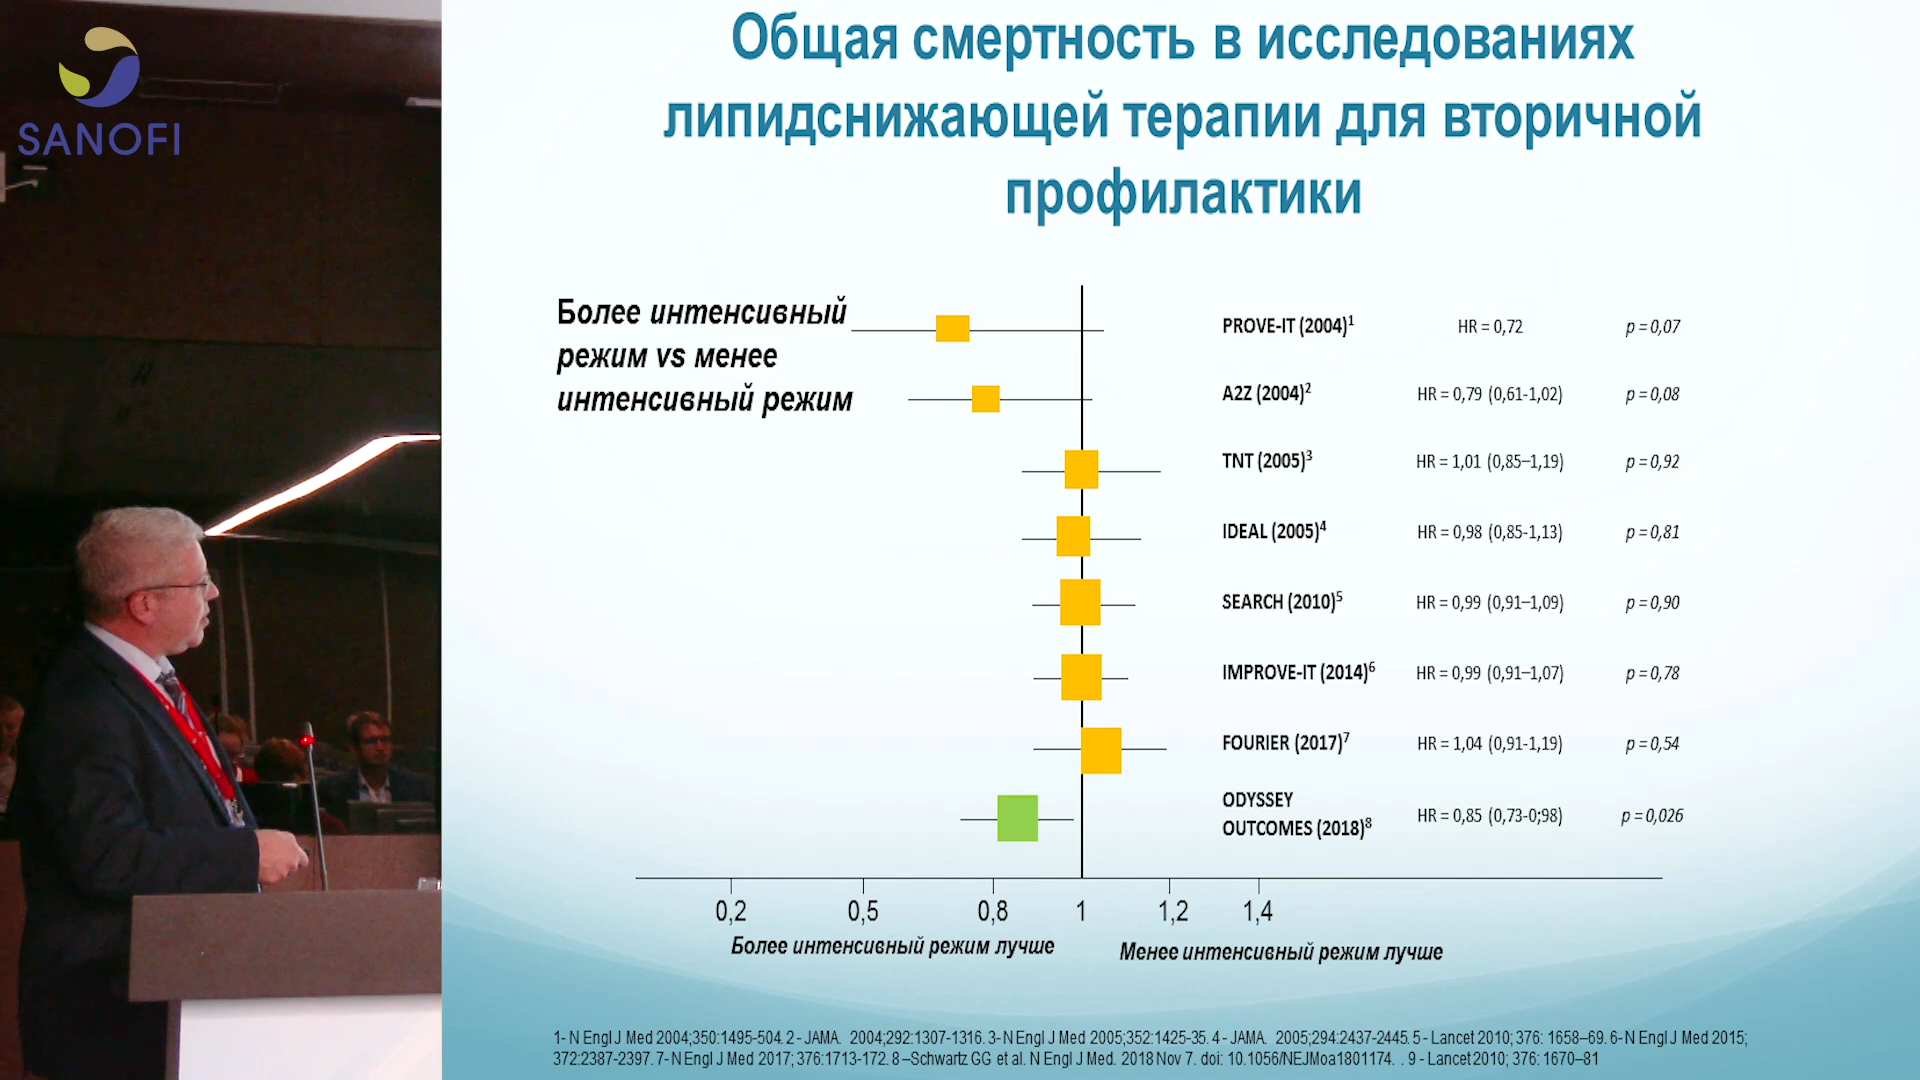 SANOFI
Общая смертность в исследованиях
липидснижающей терапии для вторичной
профилактики
Более интенсивный
режим vs менее
интенсивный режим
PROVE-IT (2004)1 HR = 0,72 p = 0,07
A2Z (2004)2 HR = 0,79 (0,61-1,02) p = 0,08
TNT (2005)3 HR = 1,01 (0,85–1,19) p = 0,92
IDEAL (2005)4 HR = 0,98 (0,85-1,13) p = 0,81
SEARCH (2010)5 HR = 0,99 (0,91–1,09) p = 0,90
IMPROVE-IT (2014)6 HR = 0,99 (0,91–1,07) p = 0,78
FOURIER (2017)7 HR = 1,04 (0,91-1,19) p = 0,54
ODYSSEY
OUTCOMES (2018)8 HR = 0,85 (0,73-0;98) p = 0,026
0,2 0,5 0,8 1 1,2 1,4
Более интенсивный режим лучше
Менее интенсивный режим лучше
1- N Engl J Med 2004;350:1495-504. 2 - JAMA. 2004;292:1307-1316. 3- N Engl J Med 2005;352:1425-35. 4 - JAMA. 2005;294:2437-2445. 5 - Lancet 2010; 376: 1658–69. 6- N Engl J Med 2015;
372:2387-2397. 7- N Engl J Med 2017; 376:1713-172. 8 –Schwartz GG et al. N Engl J Med. 2018 Nov 7. doi: 10.1056/NEJMoa1801174. . 9 - Lancet 2010; 376: 1670–81